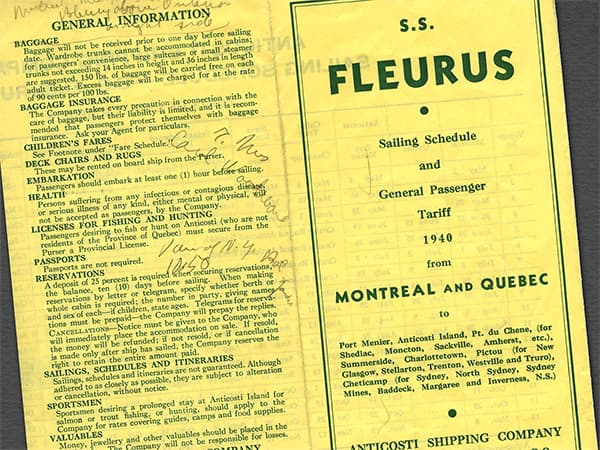 GENERAL INFORMATION
BAGGAGE
Baggage will not be received prior to one day before sailing
date. Wardrobe trunks cannot be accommodated in cabins;
for passengers' convenience, large suitcases or small steamer
trunks not exceeding 14 inches in height and 36 inches in length
are suggested. 150 lbs. of baggage will be carried free on each
adult ticket. Excess baggage will be charged for at the rate
of 90 cents per 100 lbs.
BAGGAGE INSURANCE
The Company takes every precaution in connection with the
care of baggage, but their liability is limited, and it is recom-
mended that passengers protect themselves with baggage
insurance. Ask your Agent for particulars.
CHILDREN'S FARES
See Footnote under "Fare Schedule."
DECK CHAIRS AND RUGS
These may be rented on board ship from the Purser.
EMBARKATION
Passengers should embark at least one (1) hour before sailing.
HEALTH
Persons suffering from any infectious or contagious disease,
or serious illness of any kind, either mental or physical, will
not be accepted as passengers, by the Company.
LICENSES FOR FISHING AND HUNTING
Passengers desiring to fish or hunt on Anticosti (who are not
residents of the Province of Quebec) must secure from the
Purser a Provincial License.
PASSPORTS
Passports are not required.
RESERVATIONS
A deposit of 25 percent is required when securing reservations,
the balance, ten (10) days before sailing. When making
reservations by letter or telegram, specify whether berth or
whole cabin is required; the number in party, giving names
and sex of each—if children, state ages. Telegrams for reserva-
tions must be prepaid—the Company will prepay the replies.
CANCELLATIONS—Notice must be given to the Company, who
will immediately place the accommodation on sale. If resold,
the money will be refunded; if not resold, or if cancellation
is made only after ship has sailed, the Company reserves the
right to retain the entire amount paid.
SAILINGS, SCHEDULES AND ITINERARIES
Sailings, schedules and itineraries are not guaranteed. Although
adhered to as closely as possible, they are subject to alteration
or cancellation, without notice.
SPORTSMEN
Sportsmen desiring a prolonged stay at Anticosti Island for
salmon or trout fishing, or hunting, should apply to the
Company for rates covering guides, camps and food supplies.
VALUABLES
Money, jewellery and other valuables should be placed in the
The Company will not be responsible for losses.
S.S.
FLEURUS
Sailing Schedule
and
General Passenger
Tariff
1940
from
MONTREAL AND QUEBEC
to
Port Menier, Anticosti Island, Pt. du Chene, (for
Shediac, Moncton, Sackville, Amherst, etc.),
Summerside, Charlottetown, Pictou (for New
Glasgow, Stellarton, Trenton, Westville and Truro),
Cheticamp (for Sydney, North Sydney, Sydney
Mines, Baddeck, Margaree and Inverness, N.S.)
ANTICOSTI SHIPPING COMPANY